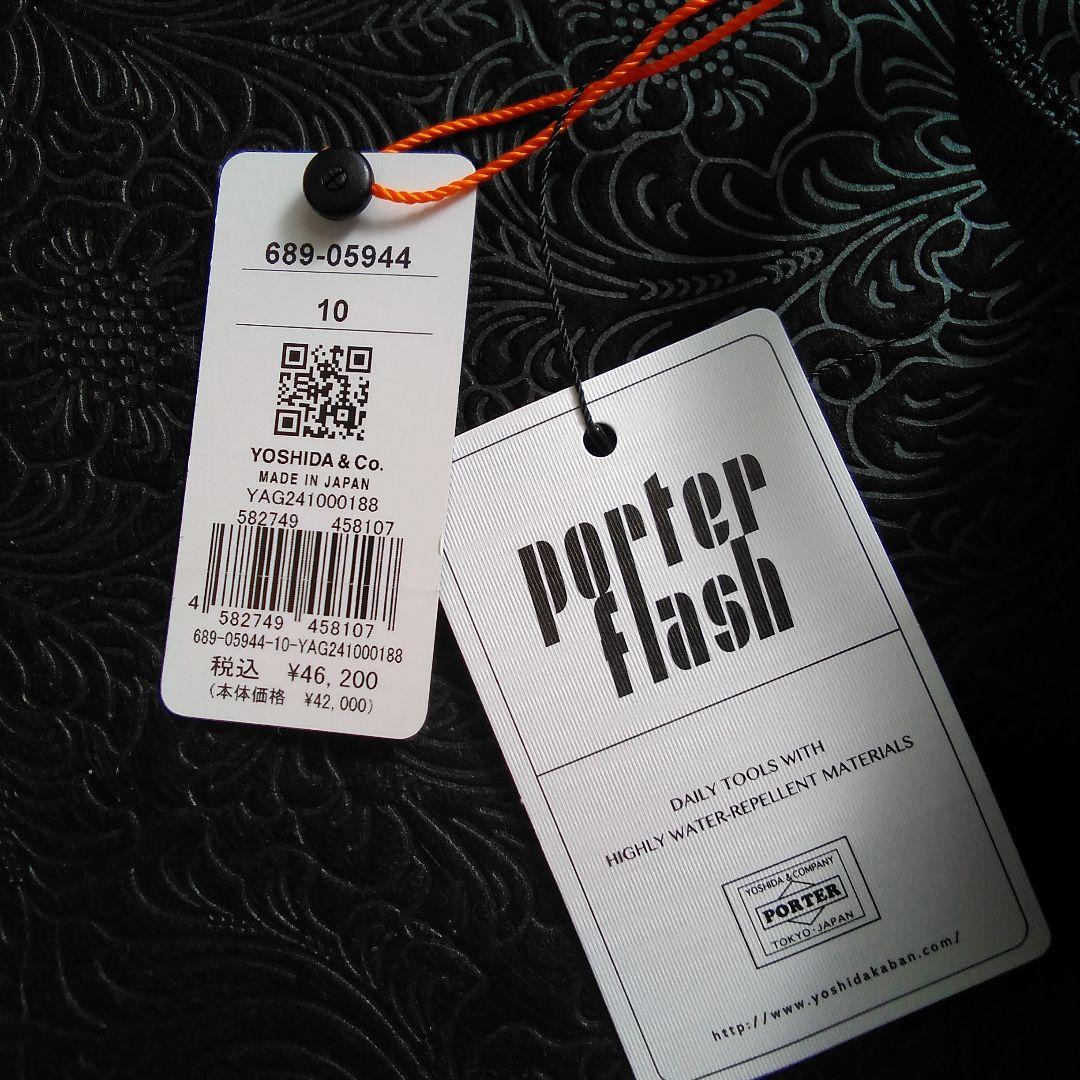 689-05944
10
YOSHIDA & Co.
MADE IN JAPAN
YAG241000188
582749 458107
4 582749 458107
689-05944-10-YAG241000188
税込 ¥46,200
(本体価格 ¥42,000)
porter
flash
DAILY TOOLS WITH
HIGHLY WATER-REPELLENT MATERIALS
YOSHIDA & COMPANY
PORTER
TOKYO・JAPAN
http://www.yoshidakaban.com/